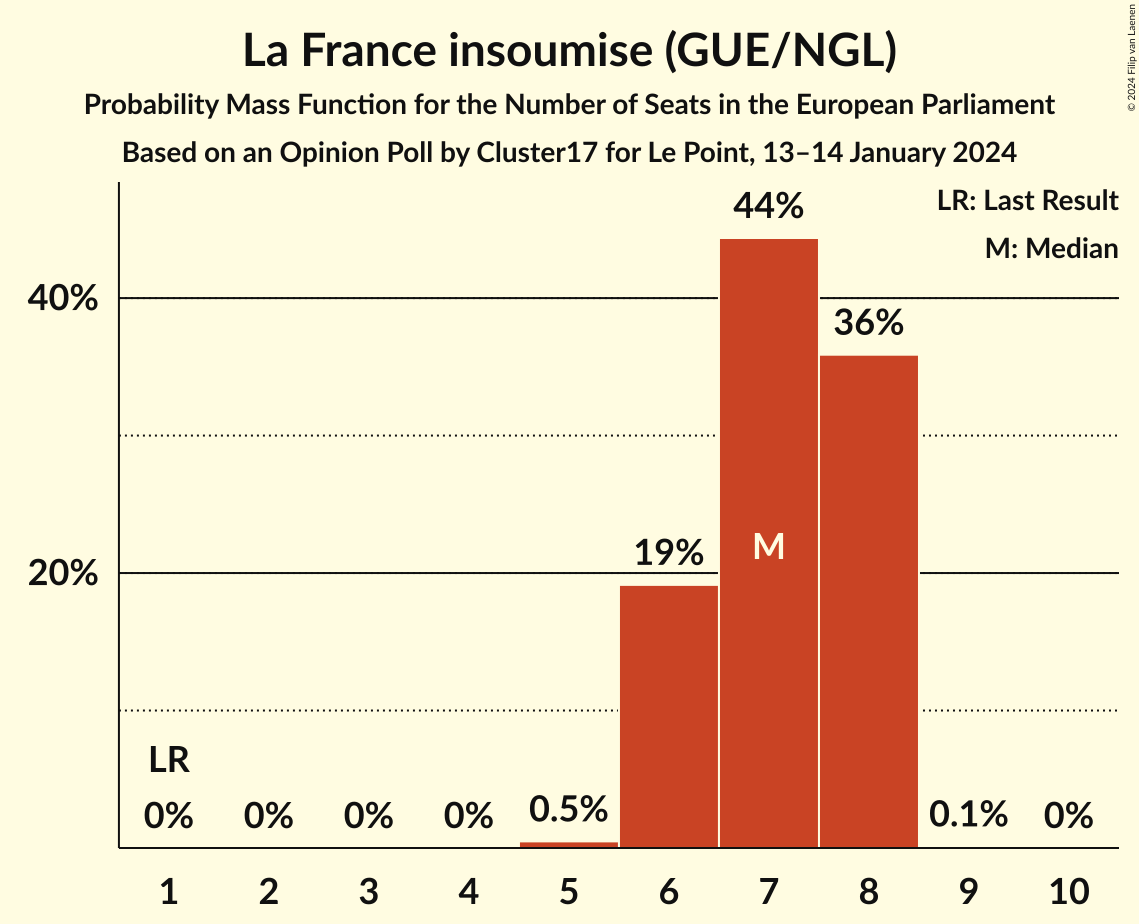 La France insoumise (GUE/NGL)
Probability Mass Function for the Number of Seats in the European Parliament
Based on an Opinion Poll by Cluster17 for Le Point, 13–14 January 2024
© 2024 Filip van Laenen
LR: Last Result
M: Median
44%
40%
36%
19%
M
20%
LR
0%
0%
0%
0%
0.5%
0.1%
0%
1
2
3
4
5
6
7
8
9
10